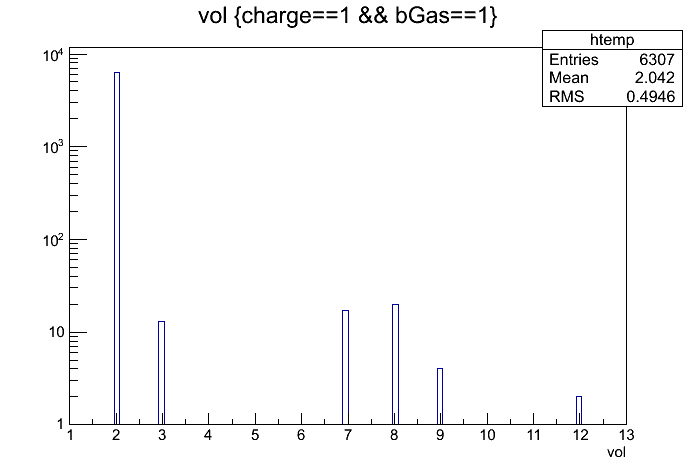 vol {charge==1 && bGas==1}
htemp
Entries 6307
Mean 2.042
RMS 0.4946
10^4
10^3
10^2
10
1
1 2 3 4 5 6 7 8 9 10 11 12 13
vol